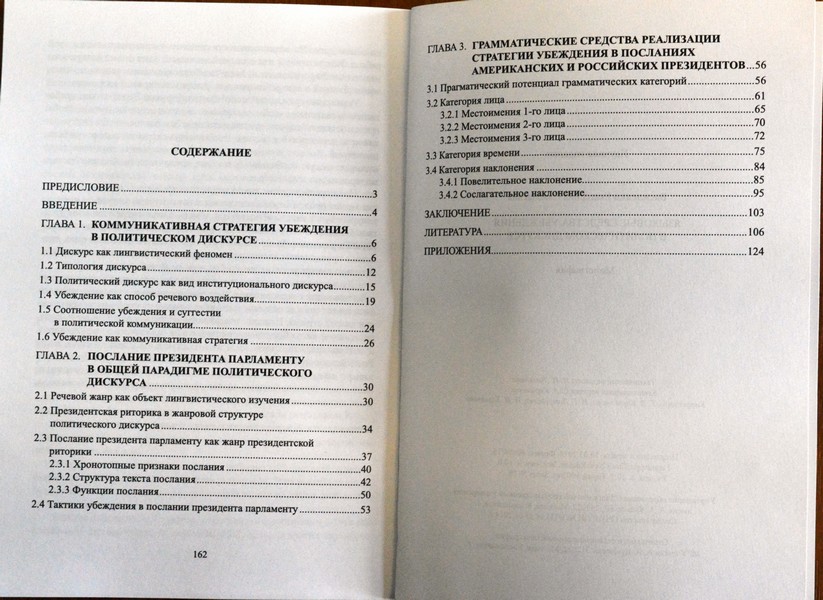 СОДЕРЖАНИЕ
ПРЕДИСЛОВИЕ.....3
ВВЕДЕНИЕ.....4
ГЛАВА 1. КОММУНИКАТИВНАЯ СТРАТЕГИЯ УБЕЖДЕНИЯ
В ПОЛИТИЧЕСКОМ ДИСКУРСЕ.....6
1.1 Дискурс как лингвистический феномен.....6
1.2 Типология дискурса.....12
1.3 Политический дискурс как вид институционального дискурса.....15
1.4 Убеждение как способ речевого воздействия.....19
1.5 Соотношение убеждения и суггестии
в политической коммуникации.....24
1.6 Убеждение как коммуникативная стратегия.....26
ГЛАВА 2. ПОСЛАНИЕ ПРЕЗИДЕНТА ПАРЛАМЕНТУ
В ОБЩЕЙ ПАРАДИГМЕ ПОЛИТИЧЕСКОГО
ДИСКУРСА.....30
2.1 Речевой жанр как объект лингвистического изучения.....30
2.2 Президентская риторика в жанровой структуре
политического дискурса.....34
2.3 Послание президента парламенту как жанр президентской
риторики.....37
2.3.1 Хронотопные признаки послания.....40
2.3.2 Структура текста послания.....42
2.3.3 Функции послания.....50
2.4 Тактики убеждения в послании президента парламенту.....53
162
ГЛАВА 3. ГРАММАТИЧЕСКИЕ СРЕДСТВА РЕАЛИЗАЦИИ
СТРАТЕГИИ УБЕЖДЕНИЯ В ПОСЛАНИЯХ
АМЕРИКАНСКИХ И РОССИЙСКИХ ПРЕЗИДЕНТОВ...56
3.1 Прагматический потенциал грамматических категорий.....56
3.2 Категория лица.....61
3.2.1 Местоимения 1-го лица.....65
3.2.2 Местоимения 2-го лица.....70
3.2.3 Местоимения 3-го лица.....72
3.3 Категория времени.....75
3.4 Категория наклонения.....84
3.4.1 Повелительное наклонение.....85
3.4.2 Сослагательное наклонение.....95
ЗАКЛЮЧЕНИЕ.....103
ЛИТЕРАТУРА.....106
ПРИЛОЖЕНИЯ.....124